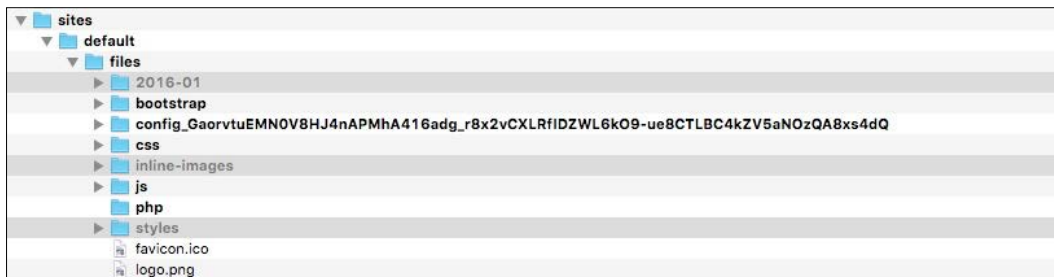 sites
default
files
2016-01
bootstrap
config_GaorvtuEMN0V8HJ4nAPMhA416adg_r8x2vCXLRfIDZWL6kO9-ue8CTLBC4kZV5aNOzQA8xs4dQ
css
inline-images
js
php
styles
favicon.ico
logo.png